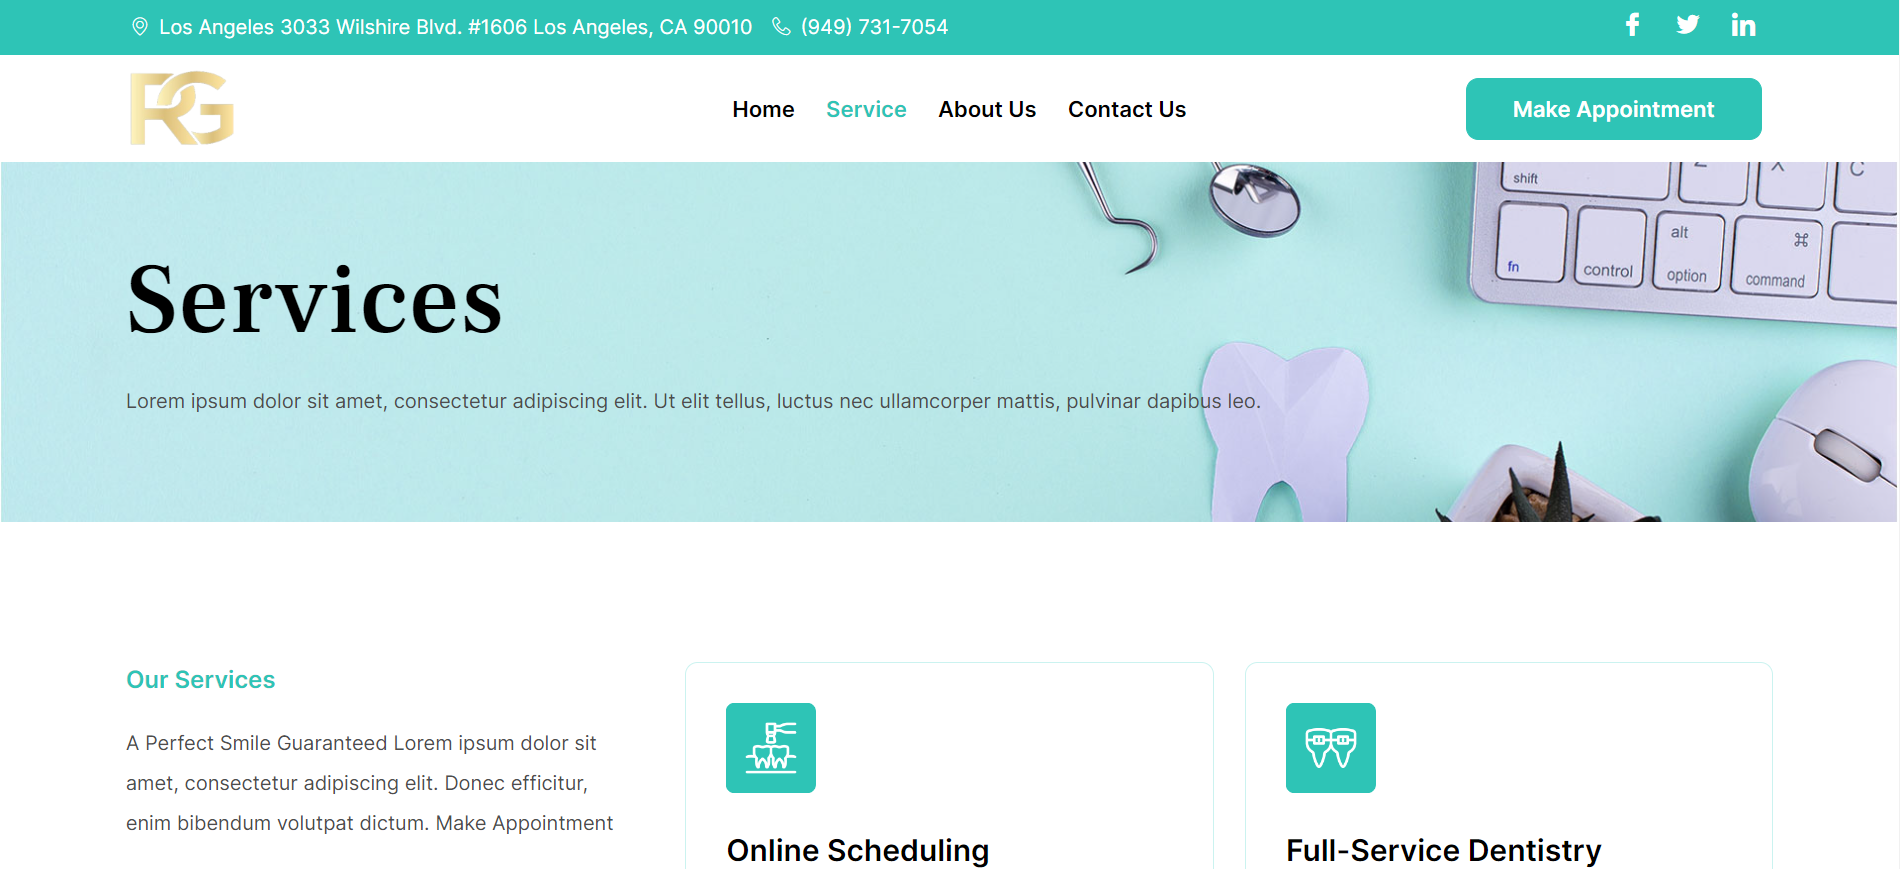 Los Angeles 3033 Wilshire Blvd. #1606 Los Angeles, CA 90010 (949) 731-7054
RG
Home Service About Us Contact Us
Make Appointment
shift Z X C
fn control alt option ⌘ command
Services
Lorem ipsum dolor sit amet, consectetur adipiscing elit. Ut elit tellus, luctus nec ullamcorper mattis, pulvinar dapibus leo.
Our Services
A Perfect Smile Guaranteed Lorem ipsum dolor sit
amet, consectetur adipiscing elit. Donec efficitur,
enim bibendum volutpat dictum. Make Appointment
Online Scheduling
Full-Service Dentistry